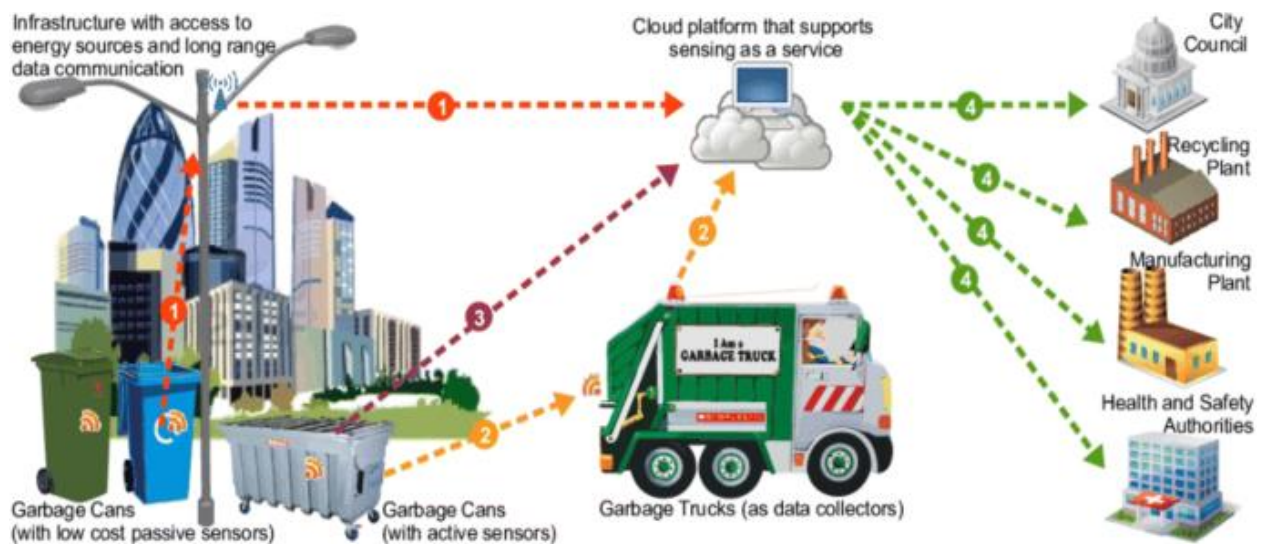 Infrastructure with access to
energy sources and long range
data communication
Cloud platform that supports
sensing as a service
City
Council
1
4
Recycling
Plant
4
2
4
1
3
Manufacturing
Plant
4
I Am a
GARBAGE TRUCK
2
Health and Safety
Authorities
Garbage Cans
(with low cost passive sensors)
Garbage Cans
(with active sensors)
Garbage Trucks (as data collectors)